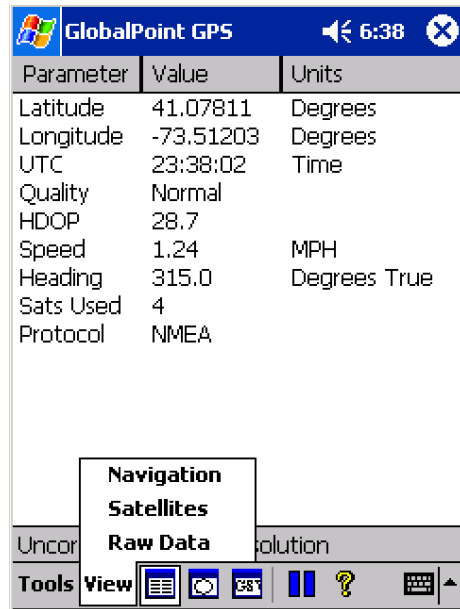 GlobalPoint GPS 6:38
Parameter Value Units
Latitude 41.07811 Degrees
Longitude -73.51203 Degrees
UTC 23:38:02 Time
Quality Normal
HDOP 28.7
Speed 1.24 MPH
Heading 315.0 Degrees True
Sats Used 4
Protocol NMEA
Navigation
Satellites
Raw Data
Uncor olution
Tools View